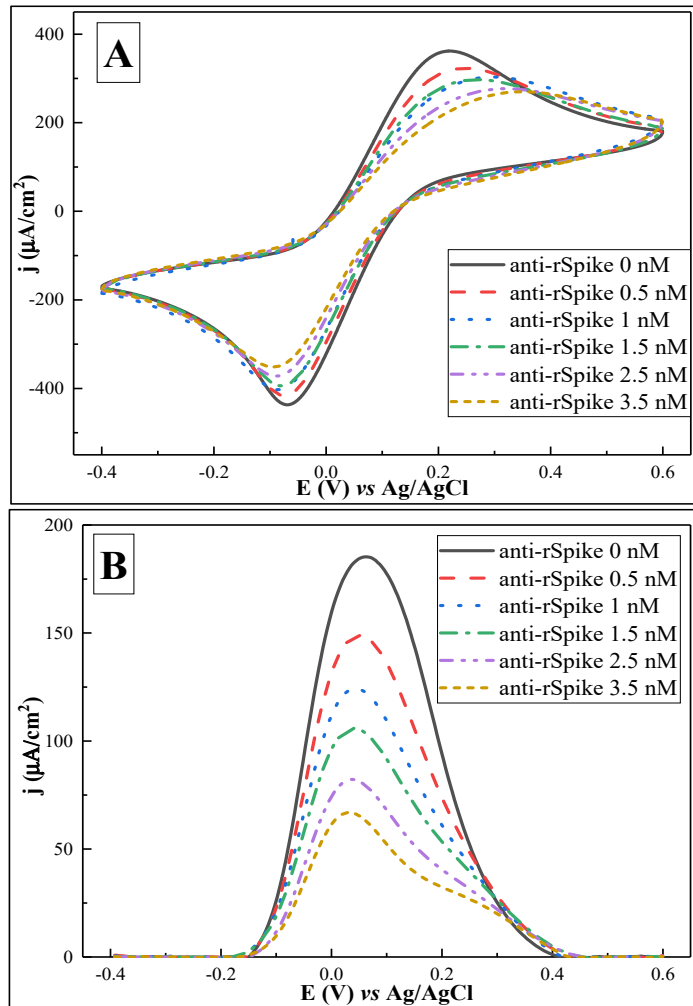 A
400
200
0
-200
-400
j (µA/cm²)
anti-rSpike 0 nM
anti-rSpike 0.5 nM
anti-rSpike 1 nM
anti-rSpike 1.5 nM
anti-rSpike 2.5 nM
anti-rSpike 3.5 nM
-0.4 -0.2 0.0 0.2 0.4 0.6
E (V) vs Ag/AgCl
B
200
150
100
50
0
j (µA/cm²)
anti-rSpike 0 nM
anti-rSpike 0.5 nM
anti-rSpike 1 nM
anti-rSpike 1.5 nM
anti-rSpike 2.5 nM
anti-rSpike 3.5 nM
-0.4 -0.2 0.0 0.2 0.4 0.6
E (V) vs Ag/AgCl